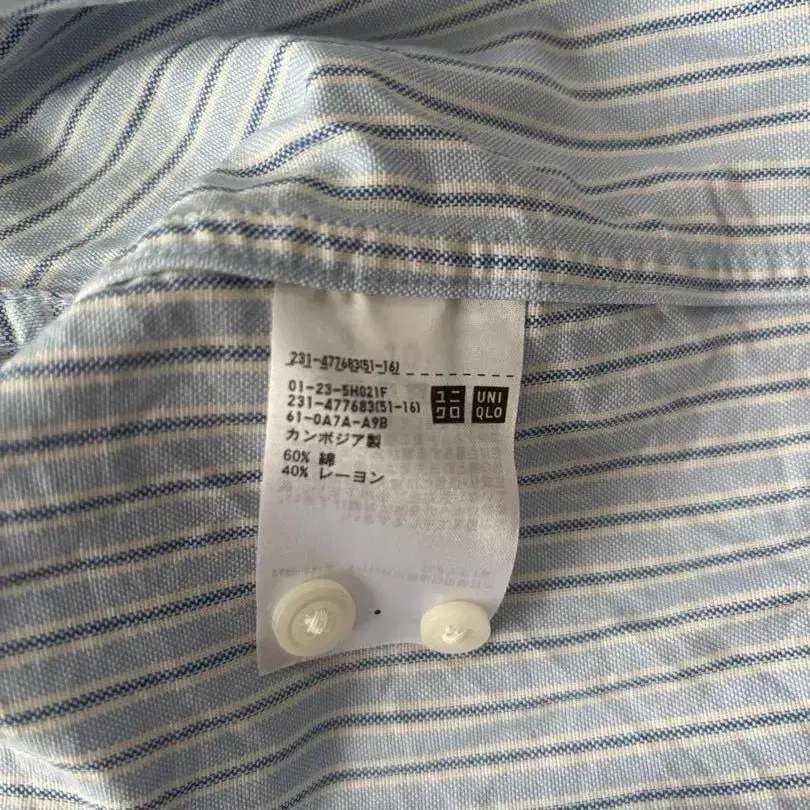 231-477683(51-16)
01-23-5H021F
231-477683(51-16)
61-0A7A-A9B
ユニクロ
UNIQLO
カンボジア製
60% 綿
40% レーヨン